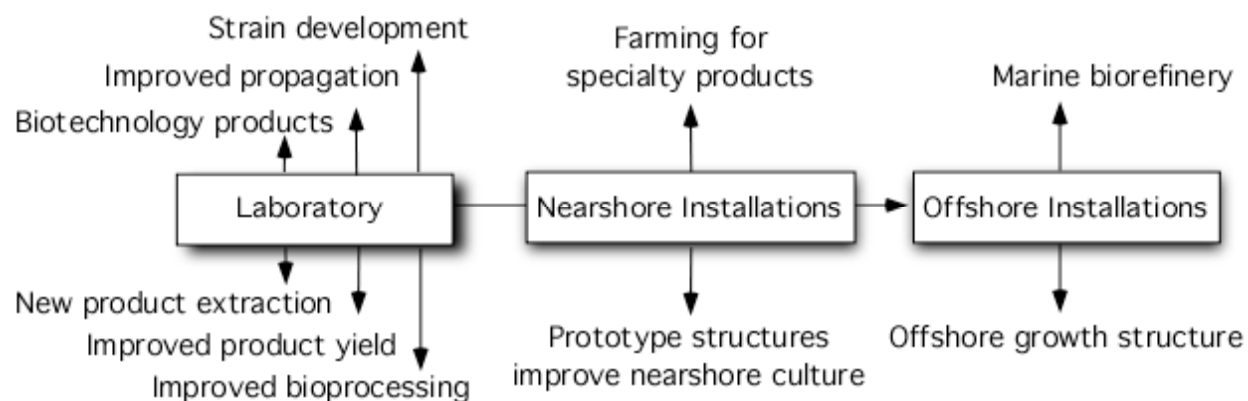 Strain development
Improved propagation
Biotechnology products
Farming for
specialty products
Marine biorefinery
Laboratory
Nearshore Installations
Offshore Installations
New product extraction
Improved product yield
Improved bioprocessing
Prototype structures
improve nearshore culture
Offshore growth structure